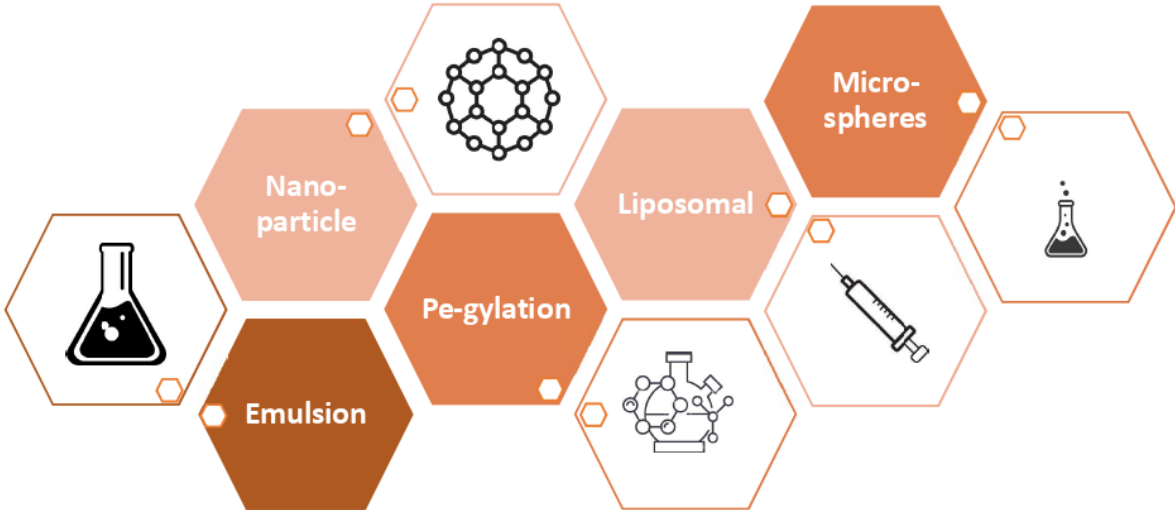 Nano-
particle
Emulsion
Pe-gylation
Liposomal
Micro-
spheres